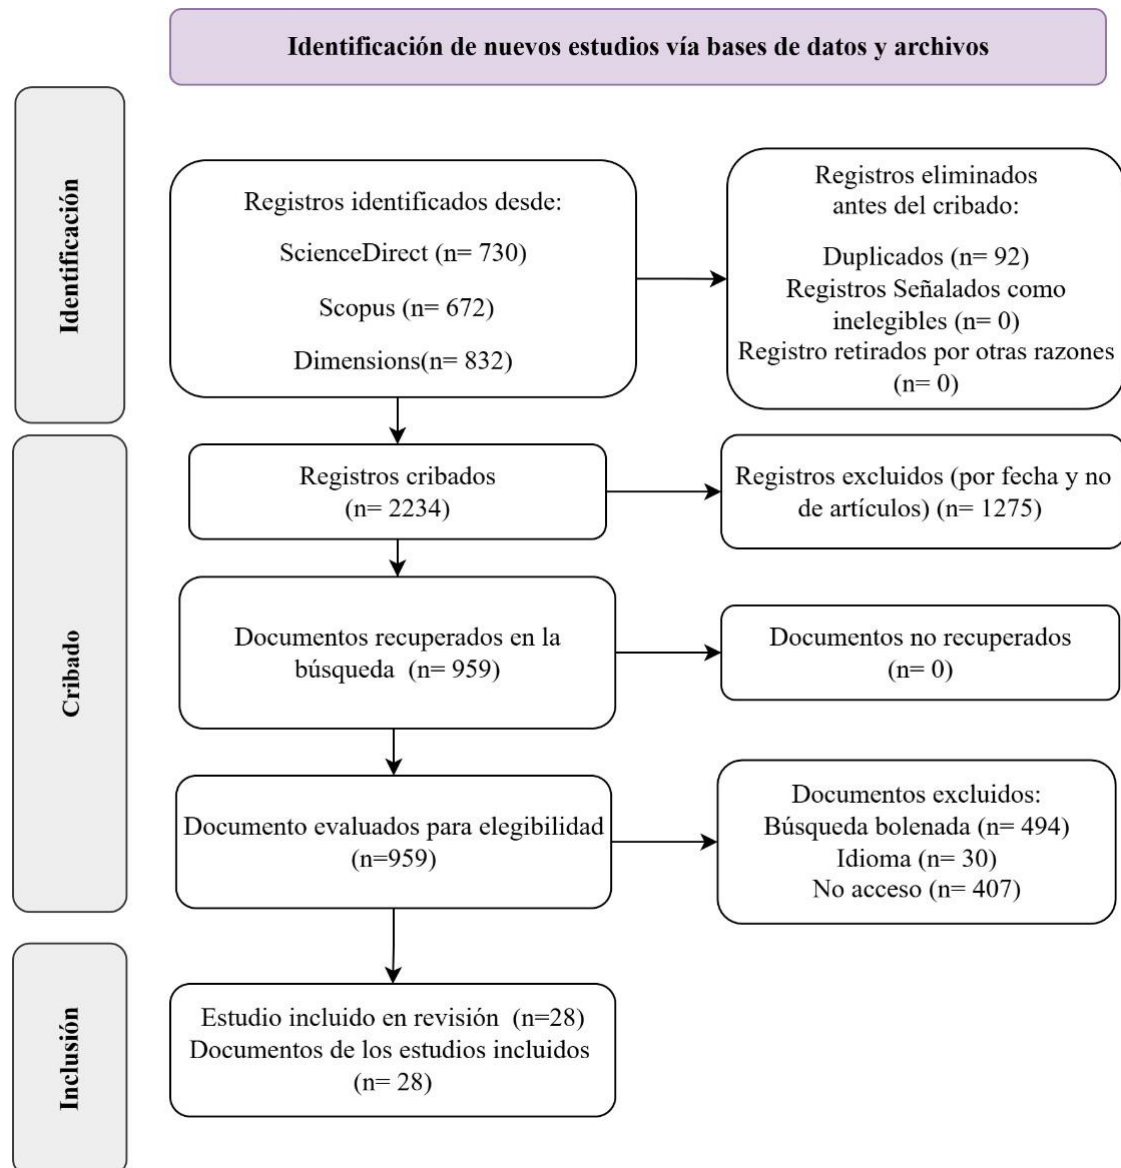 Identificación de nuevos estudios vía bases de datos y archivos
Identificación
Registros identificados desde:
ScienceDirect (n= 730)
Scopus (n= 672)
Dimensions(n= 832)
Registros eliminados
antes del cribado:
Duplicados (n= 92)
Registros Señalados como
inelegibles (n= 0)
Registro retirados por otras razones
(n= 0)
Cribado
Registros cribados
(n= 2234)
Registros excluidos (por fecha y no
de artículos) (n= 1275)
Documentos recuperados en la
búsqueda (n= 959)
Documentos no recuperados
(n= 0)
Documento evaluados para elegibilidad
(n=959)
Documentos excluidos:
Búsqueda bolenada (n= 494)
Idioma (n= 30)
No acceso (n= 407)
Inclusión
Estudio incluido en revisión (n=28)
Documentos de los estudios incluidos
(n= 28)